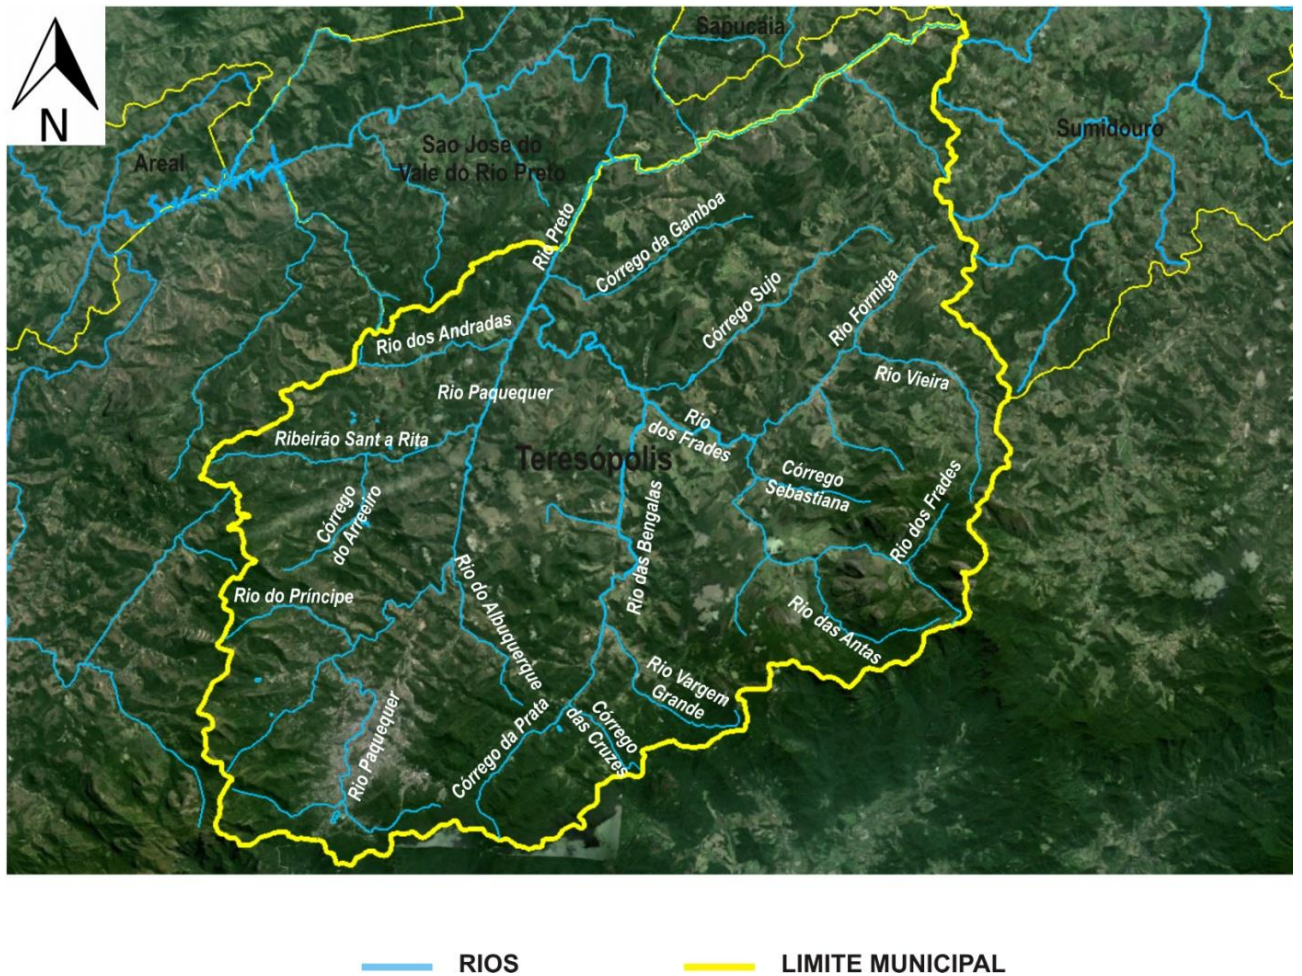 Sapucaia
N
Areal
Sao Jose do
Vale do Rio Preto
Sumidouro
Rio Preto
Córrego da Gamboa
Córrego Sujo
Rio Formiga
Rio dos Andradas
Rio Vieira
Rio Paquequer
Rio
dos Frades
Ribeirão Sant a Rita
Teresópolis
Córrego
Sebastiana
Córrego
do Arreeiro
Rio das Bengalas
Rio dos Frades
Rio do Príncipe
Rio do Albuquerque
Rio das Antas
Rio Vargem
Grande
Rio Paquequer
Córrego da Prata
Córrego
das Cruzes
RIOS
LIMITE MUNICIPAL